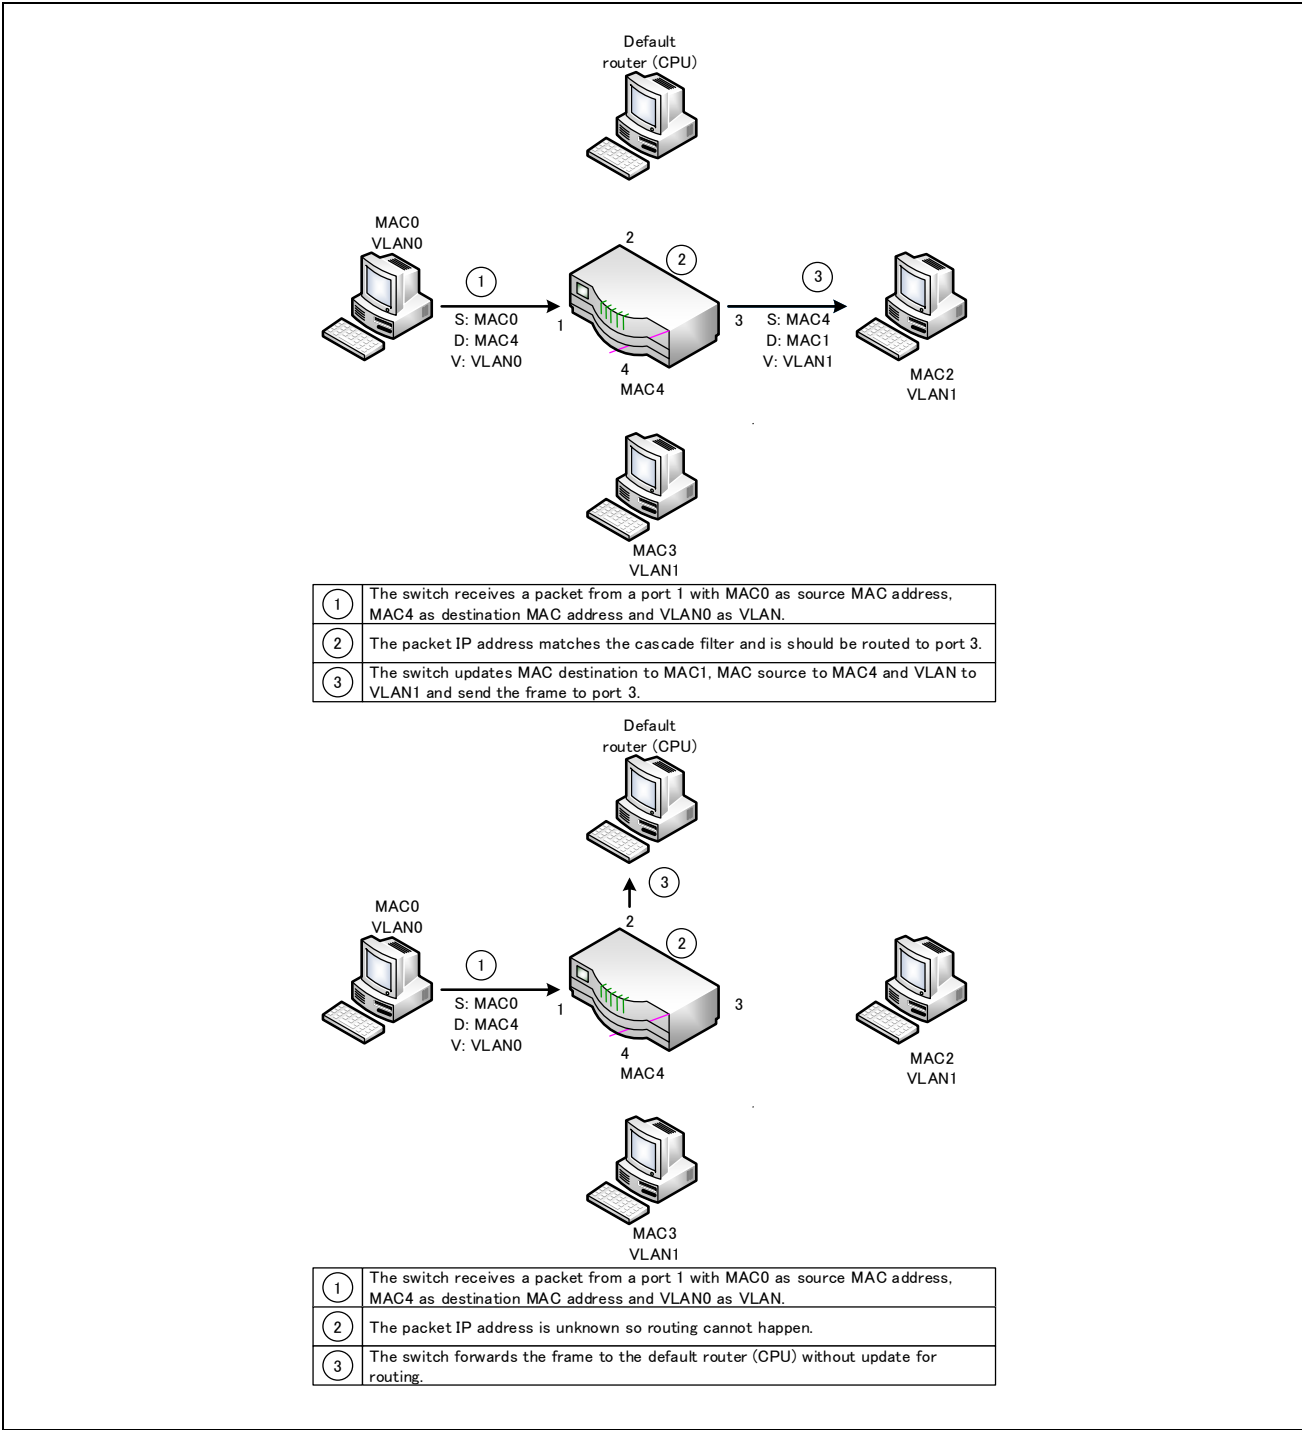 Default
router (CPU)
MAC0
VLAN0
2
2
1
3
S: MAC0
D: MAC4
V: VLAN0
1
3
S: MAC4
D: MAC1
V: VLAN1
4
MAC4
MAC2
VLAN1
MAC3
VLAN1
1
The switch receives a packet from a port 1 with MAC0 as source MAC address,
MAC4 as destination MAC address and VLAN0 as VLAN.
2
The packet IP address matches the cascade filter and is should be routed to port 3.
3
The switch updates MAC destination to MAC1, MAC source to MAC4 and VLAN to
VLAN1 and send the frame to port 3.
Default
router (CPU)
3
MAC0
VLAN0
2
2
1
S: MAC0
D: MAC4
V: VLAN0
1
3
4
MAC4
MAC2
VLAN1
MAC3
VLAN1
1
The switch receives a packet from a port 1 with MAC0 as source MAC address,
MAC4 as destination MAC address and VLAN0 as VLAN.
2
The packet IP address is unknown so routing cannot happen.
3
The switch forwards the frame to the default router (CPU) without update for
routing.